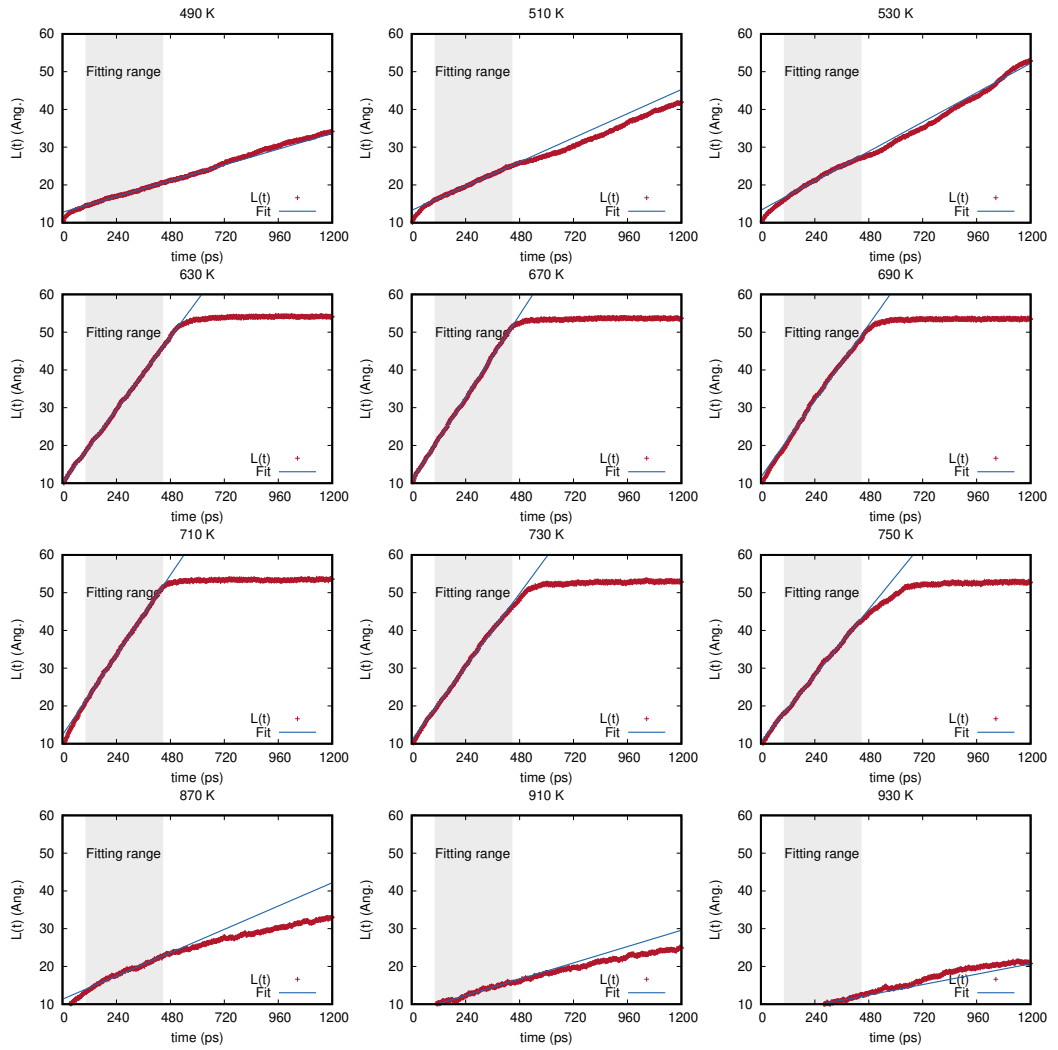 490 K
L(t) (Ang.)
60
50
40
30
20
10
Fitting range
L(t)
Fit
0 240 480 720 960 1200
time (ps)
510 K
L(t) (Ang.)
60
50
40
30
20
10
Fitting range
L(t)
Fit
0 240 480 720 960 1200
time (ps)
530 K
L(t) (Ang.)
60
50
40
30
20
10
Fitting range
L(t)
Fit
0 240 480 720 960 1200
time (ps)
630 K
L(t) (Ang.)
60
50
40
30
20
10
Fitting range
L(t)
Fit
0 240 480 720 960 1200
time (ps)
670 K
L(t) (Ang.)
60
50
40
30
20
10
Fitting range
L(t)
Fit
0 240 480 720 960 1200
time (ps)
690 K
L(t) (Ang.)
60
50
40
30
20
10
Fitting range
L(t)
Fit
0 240 480 720 960 1200
time (ps)
710 K
L(t) (Ang.)
60
50
40
30
20
10
Fitting range
L(t)
Fit
0 240 480 720 960 1200
time (ps)
730 K
L(t) (Ang.)
60
50
40
30
20
10
Fitting range
L(t)
Fit
0 240 480 720 960 1200
time (ps)
750 K
L(t) (Ang.)
60
50
40
30
20
10
Fitting range
L(t)
Fit
0 240 480 720 960 1200
time (ps)
870 K
L(t) (Ang.)
60
50
40
30
20
10
Fitting range
L(t)
Fit
0 240 480 720 960 1200
time (ps)
910 K
L(t) (Ang.)
60
50
40
30
20
10
Fitting range
L(t)
Fit
0 240 480 720 960 1200
time (ps)
930 K
L(t) (Ang.)
60
50
40
30
20
10
Fitting range
L(t)
Fit
0 240 480 720 960 1200
time (ps)